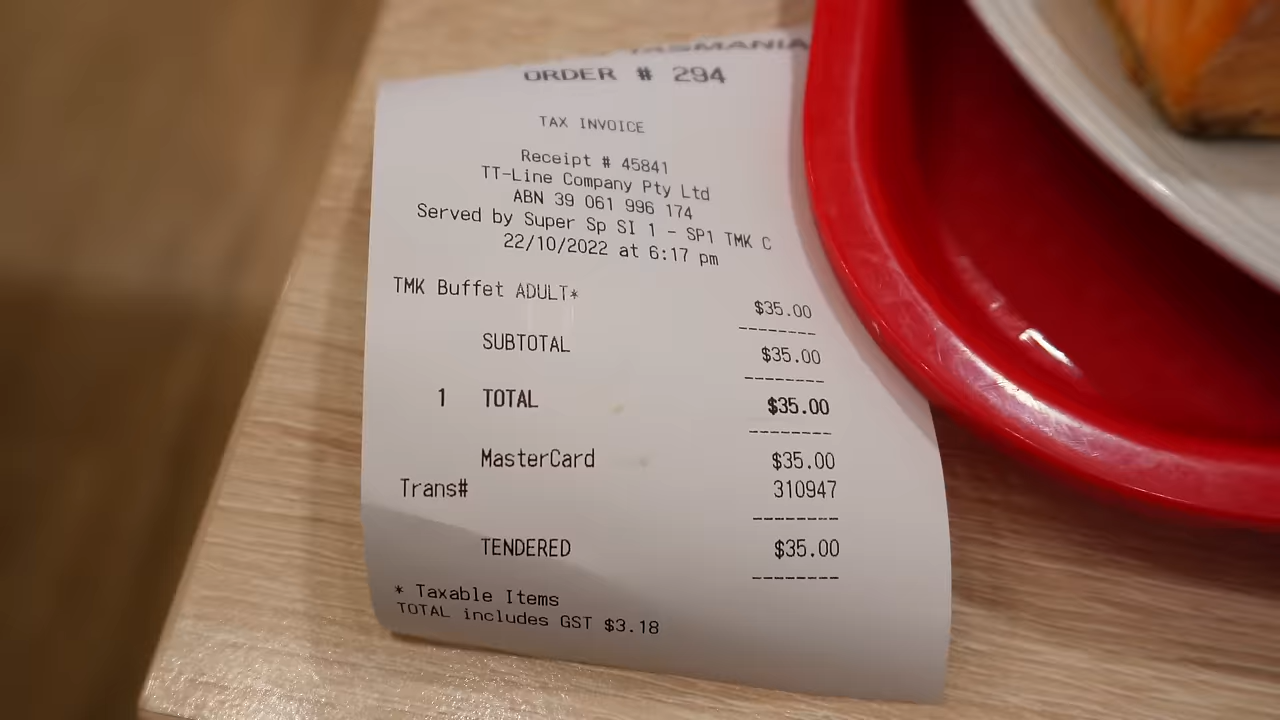 TASMANIA
ORDER # 294
TAX INVOICE
Receipt # 45841
TT-Line Company Pty Ltd
ABN 39 061 996 174
Served by Super Sp SI 1 - SP1 TMK C
22/10/2022 at 6:17 pm
TMK Buffet ADULT* $35.00
--------
SUBTOTAL $35.00
--------
1 TOTAL $35.00
--------
MasterCard $35.00
Trans# 310947
--------
TENDERED $35.00
--------
* Taxable Items
TOTAL includes GST $3.18